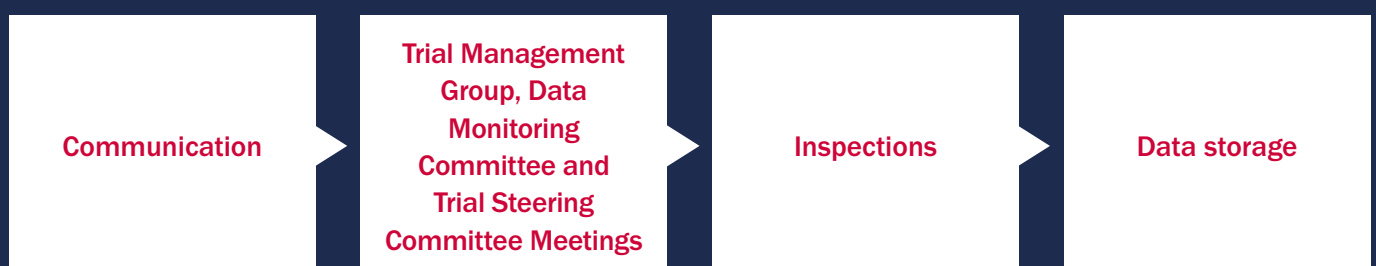 Communication
Trial Management
Group, Data
Monitoring
Committee and
Trial Steering
Committee Meetings
Inspections
Data storage